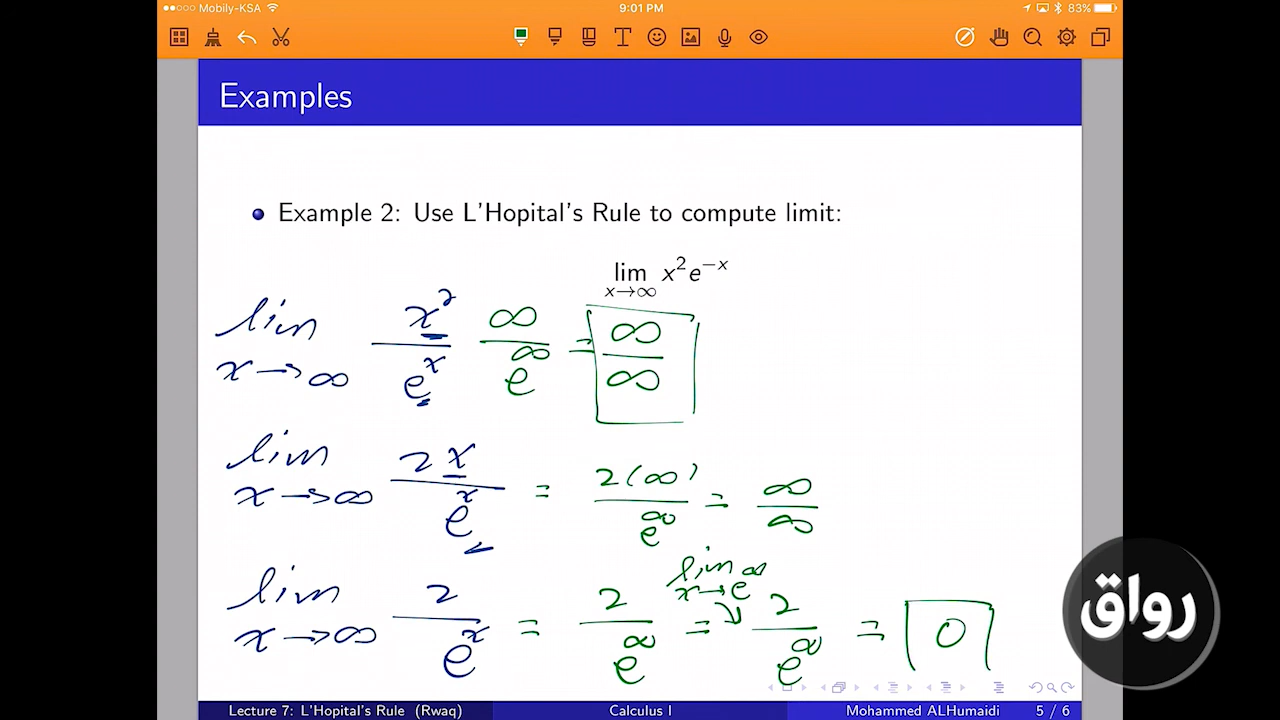 Mobily-KSA 9:01 PM 83%
Examples
Example 2: Use L'Hopital's Rule to compute limit:
lim x→∞ x²e⁻ˣ
lim x→∞ x²/eˣ ∞/e^∞ = ∞/∞
lim x→∞ 2x/eˣ = 2(∞)/e^∞ = ∞/∞
lim x→∞ 2/eˣ = 2/e^∞ = lim x→e^∞ 2/e^∞ = 0
رواق
Lecture 7: L'Hopital's Rule (Rwaq) Calculus I Mohammed ALHumaidi 5 / 6